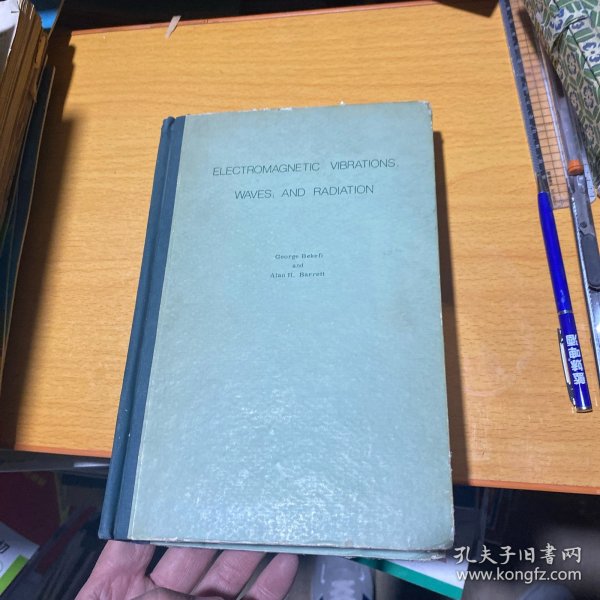 ELECTROMAGNETIC VIBRATIONS,
WAVES, AND RADIATION
George Bekefi
and
Alan H. Barrett
孔夫子旧书网
www.kongfz.com